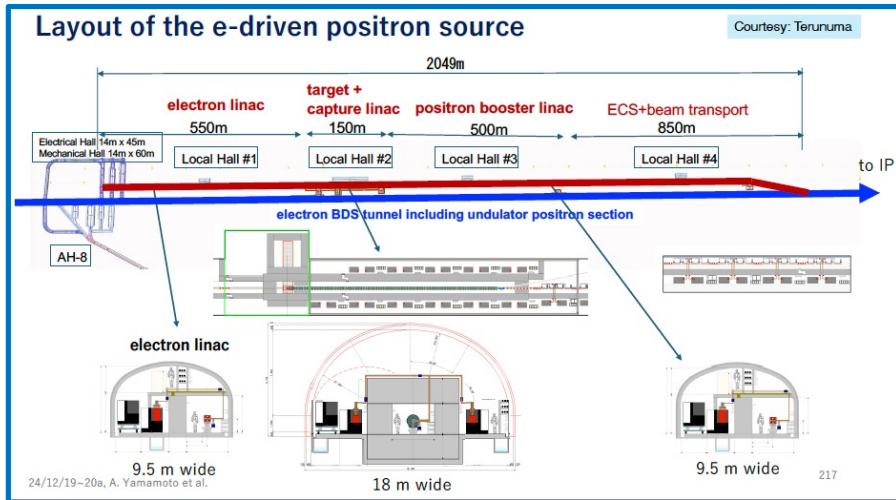 Layout of the e-driven positron source
Courtesy: Terunuma
2049m
electron linac
target +
capture linac
positron booster linac
ECS+beam transport
550m
150m
500m
850m
Electrical Hall 14m x 45m
Mechanical Hall 14m x 60m
Local Hall #1
Local Hall #2
Local Hall #3
Local Hall #4
to IP
electron BDS tunnel including undulator positron section
AH-8
electron linac
9.5 m wide
18 m wide
9.5 m wide
24/12/19~20a, A. Yamamoto et al.
217